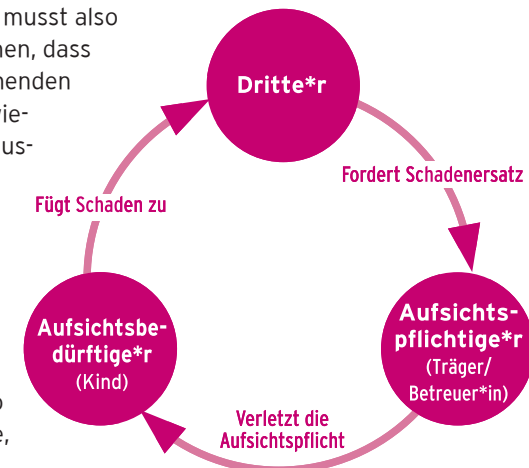 musst also
nen, dass
nenden
wie-
us-
Dritte*r
Fordert Schadenersatz
Fügt Schaden zu
Aufsichtsbe-
dürftige*r
(Kind)
Aufsichts-
pflichtige*r
(Träger/
Betreuer*in)
Verletzt die
Aufsichtspflicht
e,